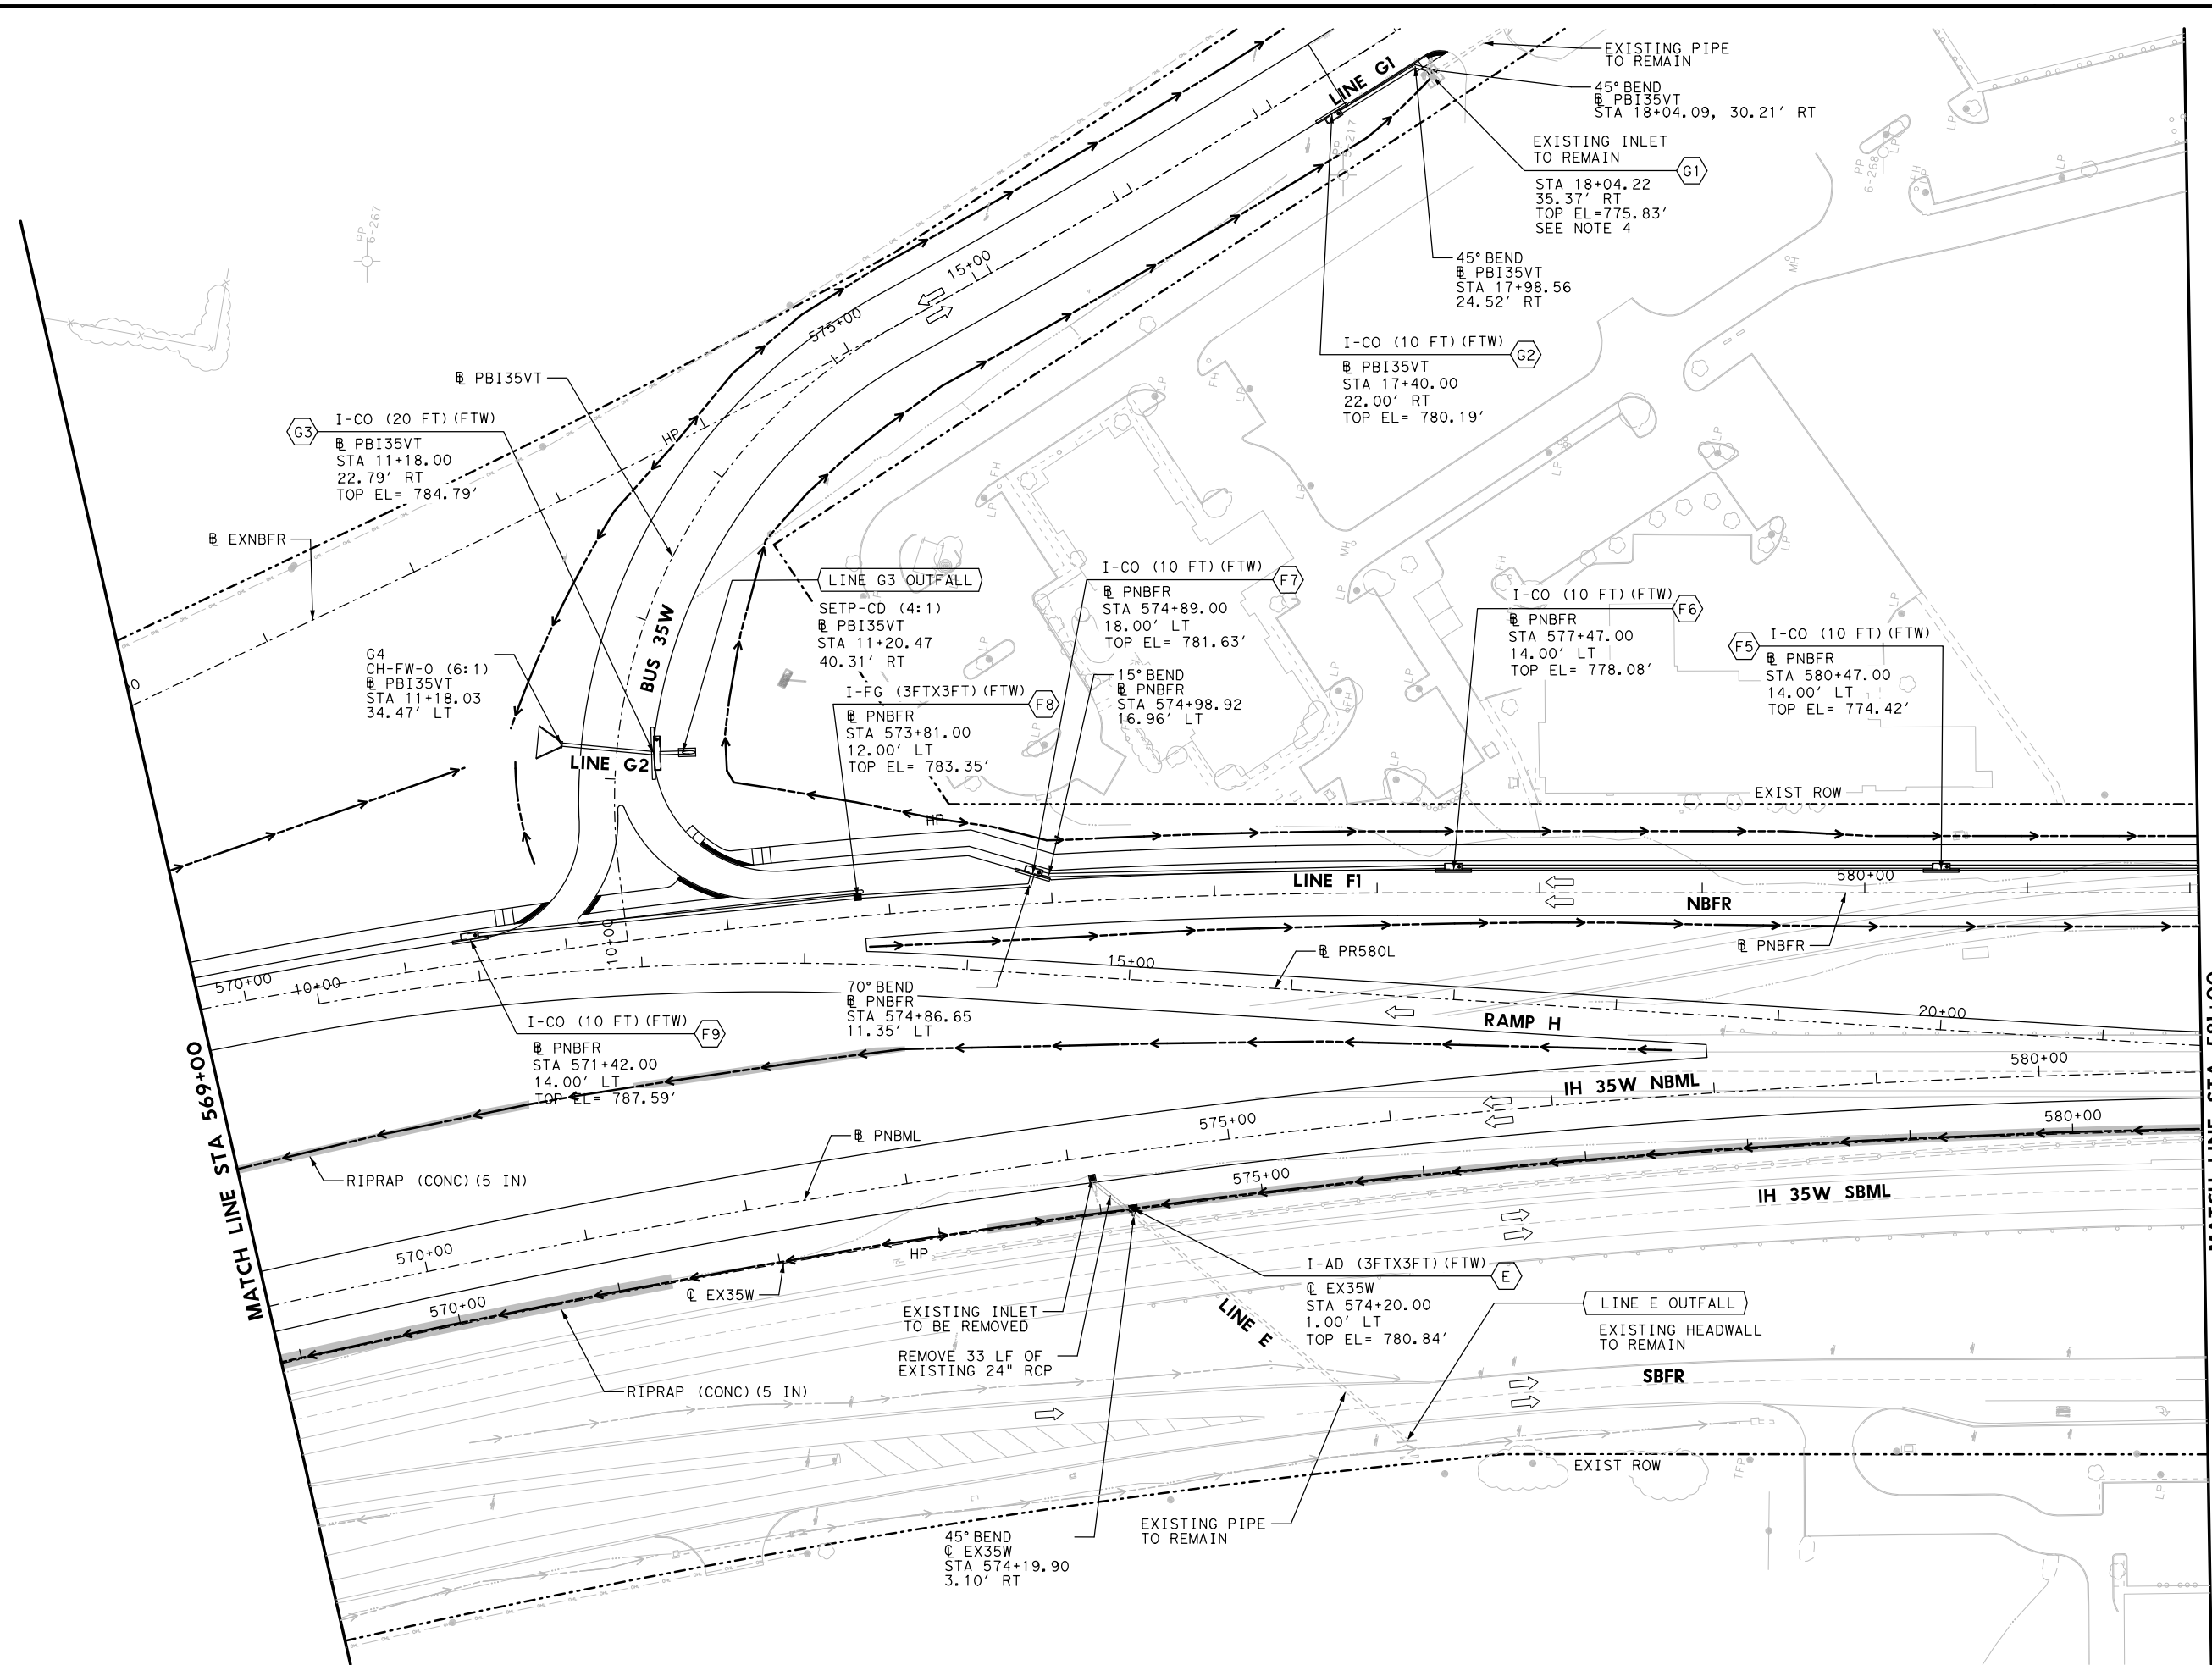 EXISTING PIPE
TO REMAIN
45° BEND
℄ PBI35VT
STA 18+04.09, 30.21' RT
EXISTING INLET
TO REMAIN
G1
STA 18+04.22
35.37' RT
TOP EL=775.83'
SEE NOTE 4
LINE G1
45° BEND
℄ PBI35VT
STA 17+98.56
24.52' RT
I-CO (10 FT)(FTW)
G2
℄ PBI35VT
STA 17+40.00
22.00' RT
TOP EL= 780.19'
PP
6-267
PP
6-268
LP
FH
LP
LP
MH
15+00
575+00
℄ PBI35VT
HP
G3
I-CO (20 FT)(FTW)
℄ PBI35VT
STA 11+18.00
22.79' RT
TOP EL= 784.79'
℄ EXNBFR
G4
CH-FW-0 (6:1)
℄ PBI35VT
STA 11+18.03
34.47' LT
BUS 35W
LINE G2
LINE G3 OUTFALL
SETP-CD (4:1)
℄ PBI35VT
STA 11+20.47
40.31' RT
I-FG (3FTX3FT)(FTW)
F8
℄ PNBFR
STA 573+81.00
12.00' LT
TOP EL= 783.35'
I-CO (10 FT)(FTW)
F7
℄ PNBFR
STA 574+89.00
18.00' LT
TOP EL= 781.63'
15° BEND
℄ PNBFR
STA 574+98.92
16.96' LT
I-CO (10 FT)(FTW)
F6
℄ PNBFR
STA 577+47.00
14.00' LT
TOP EL= 778.08'
I-CO (10 FT)(FTW)
F5
℄ PNBFR
STA 580+47.00
14.00' LT
TOP EL= 774.42'
EXIST ROW
HP
LINE F1
580+00
NBFR
℄ PNBFR
℄ PR580L
10+00
570+00
10+00
15+00
20+00
70° BEND
℄ PNBFR
STA 574+86.65
11.35' LT
I-CO (10 FT)(FTW)
F9
℄ PNBFR
STA 571+42.00
14.00' LT
TOP EL= 787.59'
RAMP H
580+00
IH 35W NBML
575+00
℄ PNBML
RIPRAP (CONC)(5 IN)
MATCH LINE STA 569+00
570+00
580+00
575+00
IH 35W SBML
HP
570+00
℄ EX35W
EXISTING INLET
TO BE REMOVED
REMOVE 33 LF OF
EXISTING 24" RCP
RIPRAP (CONC)(5 IN)
LINE E
I-AD (3FTX3FT)(FTW)
E
℄ EX35W
STA 574+20.00
1.00' LT
TOP EL= 780.84'
LINE E OUTFALL
EXISTING HEADWALL
TO REMAIN
SBFR
EXIST ROW
TFP
LP
EXISTING PIPE
TO REMAIN
45° BEND
℄ EX35W
STA 574+19.90
3.10' RT